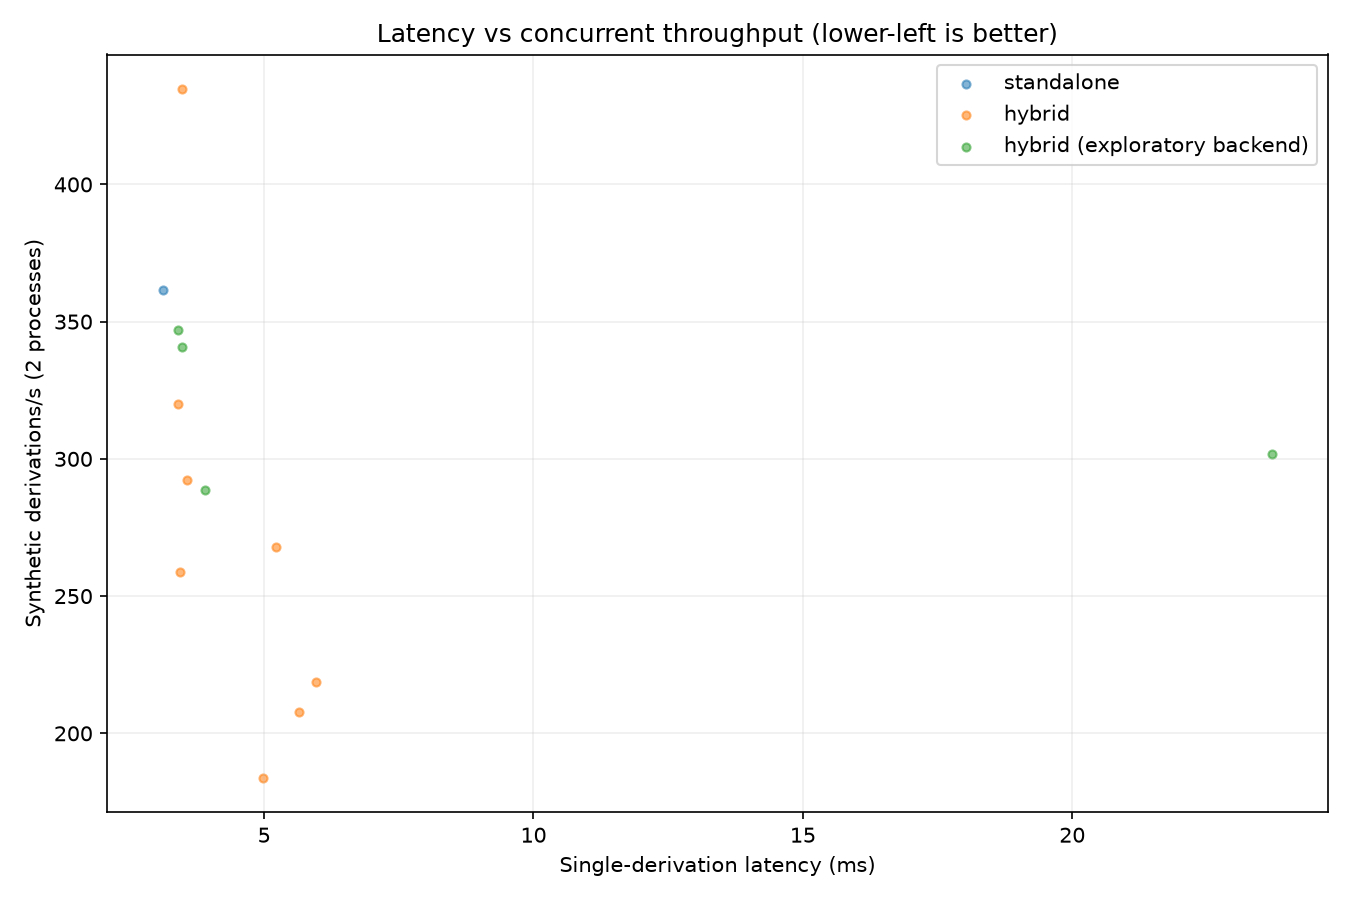 Latency vs concurrent throughput (lower-left is better)
standalone
hybrid
hybrid (exploratory backend)
400
350
300
250
200
Synthetic derivations/s (2 processes)
5
10
15
20
Single-derivation latency (ms)